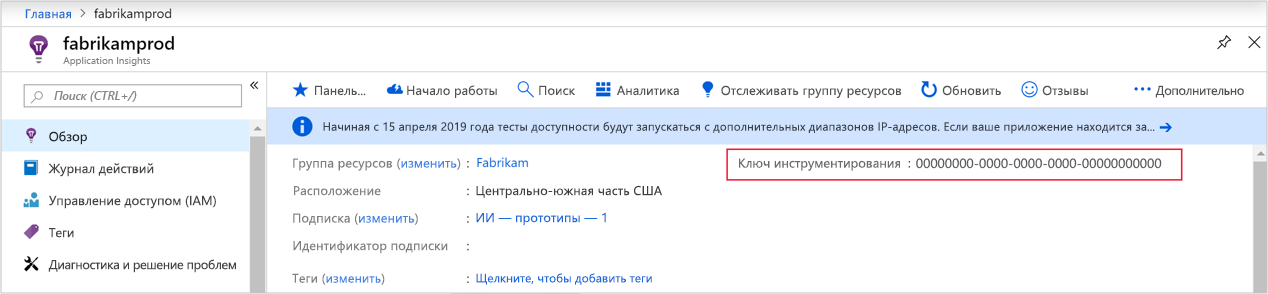 Главная > fabrikamprod
fabrikamprod
Application Insights
Поиск (CTRL+/)
«
Обзор
Журнал действий
Управление доступом (IAM)
Теги
Диагностика и решение проблем
Панель... Начало работы Поиск Аналитика Отслеживать группу ресурсов Обновить Отзывы ... Дополнительно
Начиная с 15 апреля 2019 года тесты доступности будут запускаться с дополнительных диапазонов IP-адресов. Если ваше приложение находится за... →
Группа ресурсов (изменить) : Fabrikam
Расположение : Центрально-южная часть США
Подписка (изменить) : ИИ — прототипы — 1
Идентификатор подписки :
Теги (изменить) : Щелкните, чтобы добавить теги
Ключ инструментирования : 00000000-0000-0000-0000-00000000000